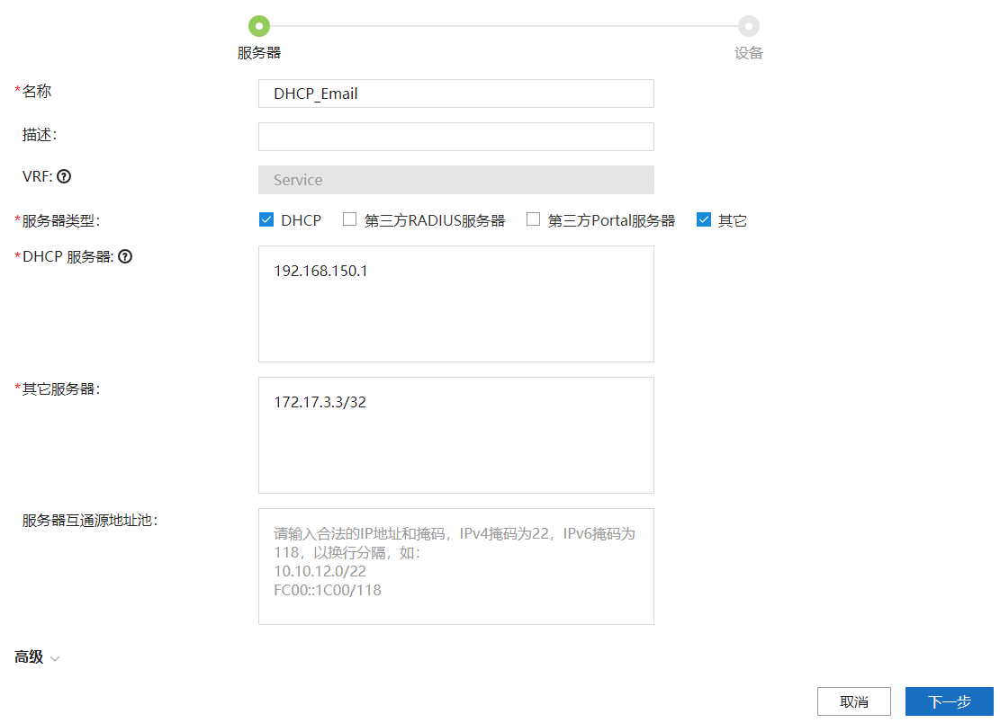 服务器
设备
*名称
DHCP_Email
描述:
VRF:
Service
*服务器类型:
DHCP 第三方RADIUS服务器 第三方Portal服务器 其它
*DHCP 服务器:
192.168.150.1
*其它服务器:
172.17.3.3/32
服务器互通源地址池:
请输入合法的IP地址和掩码，IPv4掩码为22，IPv6掩码为
118，以换行分隔，如:
10.10.12.0/22
FC00::1C00/118
高级
取消
下一步